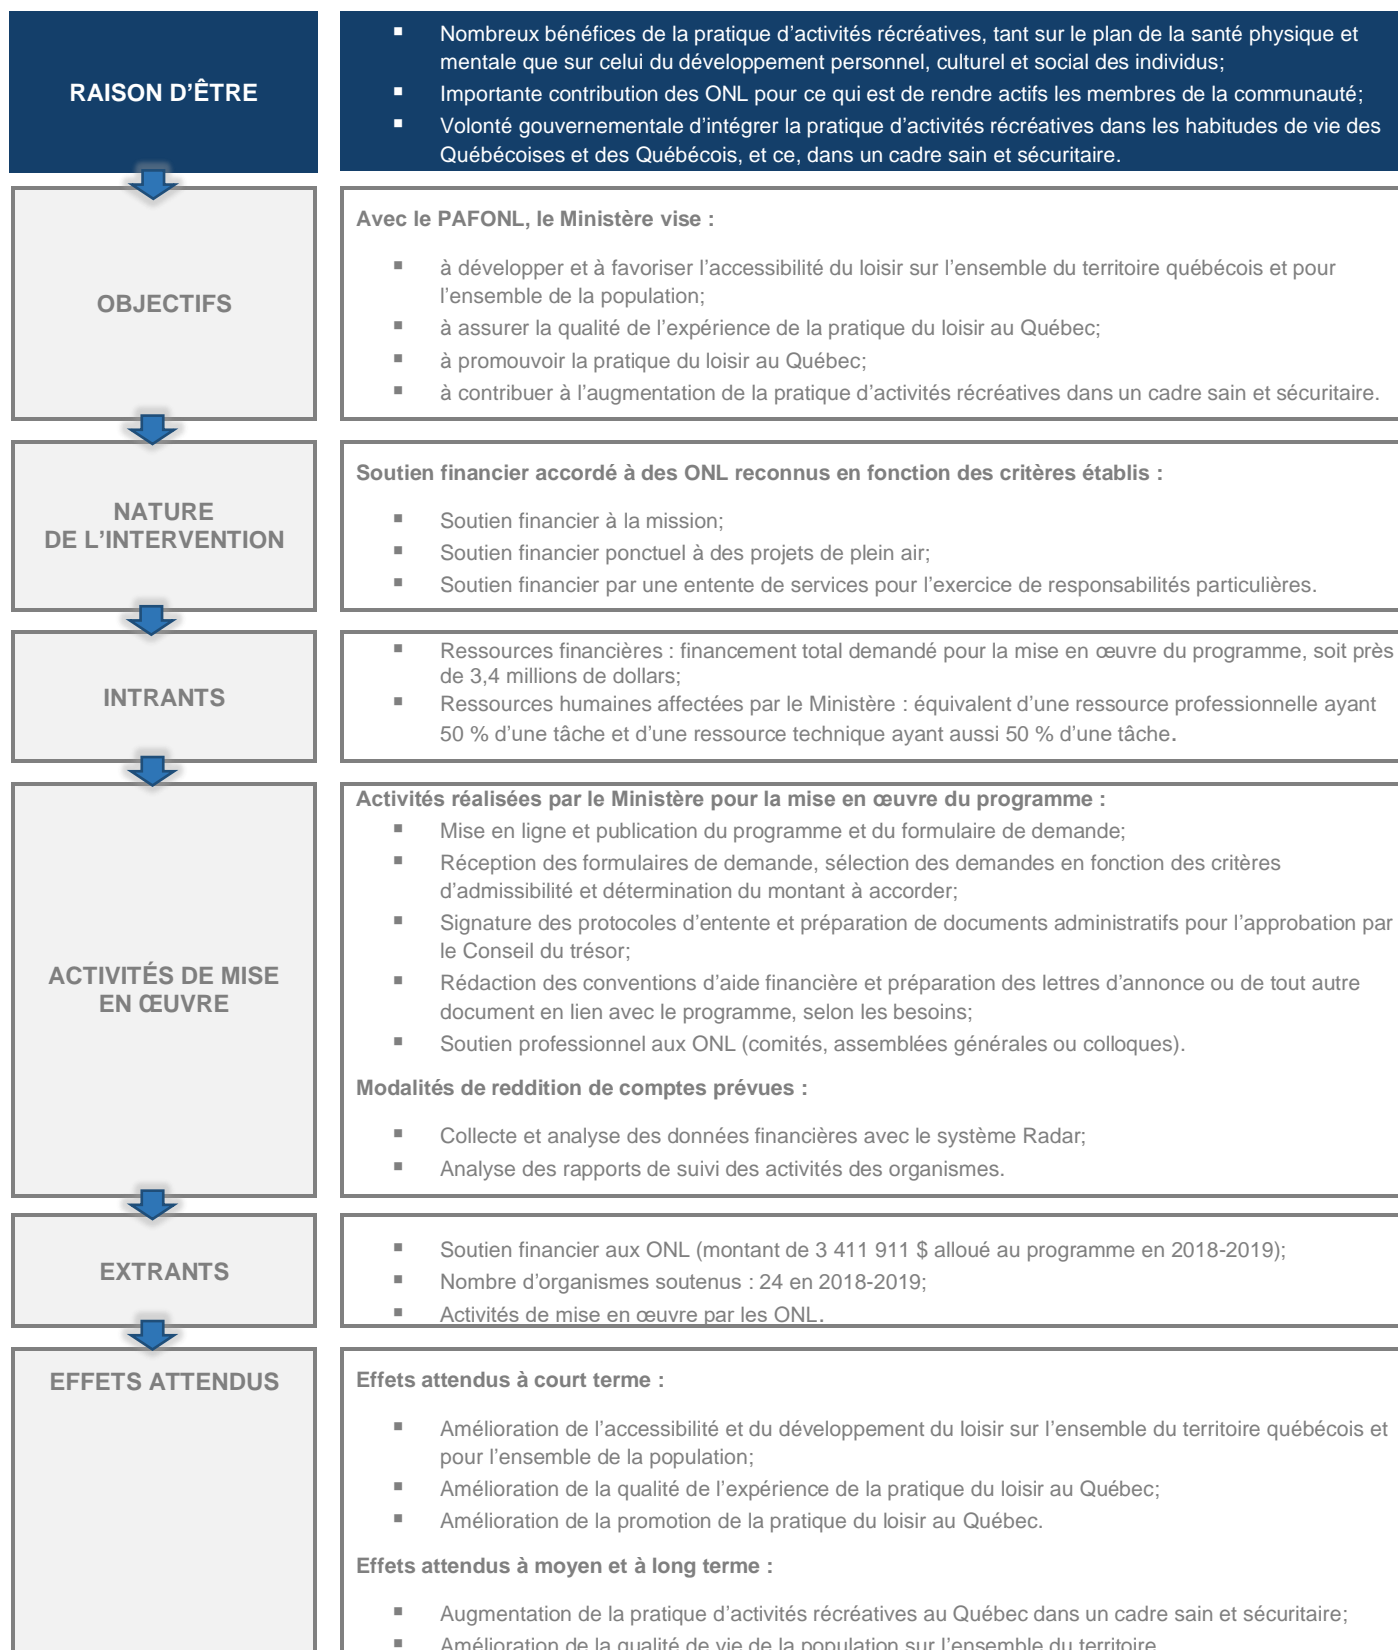 RAISON D’ÊTRE
▪ Nombreux bénéfices de la pratique d’activités récréatives, tant sur le plan de la santé physique et
mentale que sur celui du développement personnel, culturel et social des individus;
▪ Importante contribution des ONL pour ce qui est de rendre actifs les membres de la communauté;
▪ Volonté gouvernementale d’intégrer la pratique d’activités récréatives dans les habitudes de vie des
Québécoises et des Québécois, et ce, dans un cadre sain et sécuritaire.
OBJECTIFS
Avec le PAFONL, le Ministère vise :
▪ à développer et à favoriser l’accessibilité du loisir sur l’ensemble du territoire québécois et pour
l’ensemble de la population;
▪ à assurer la qualité de l’expérience de la pratique du loisir au Québec;
▪ à promouvoir la pratique du loisir au Québec;
▪ à contribuer à l’augmentation de la pratique d’activités récréatives dans un cadre sain et sécuritaire.
NATURE
DE L’INTERVENTION
Soutien financier accordé à des ONL reconnus en fonction des critères établis :
▪ Soutien financier à la mission;
▪ Soutien financier ponctuel à des projets de plein air;
▪ Soutien financier par une entente de services pour l’exercice de responsabilités particulières.
INTRANTS
▪ Ressources financières : financement total demandé pour la mise en œuvre du programme, soit près
de 3,4 millions de dollars;
▪ Ressources humaines affectées par le Ministère : équivalent d’une ressource professionnelle ayant
50 % d’une tâche et d’une ressource technique ayant aussi 50 % d’une tâche.
ACTIVITÉS DE MISE
EN ŒUVRE
Activités réalisées par le Ministère pour la mise en œuvre du programme :
▪ Mise en ligne et publication du programme et du formulaire de demande;
▪ Réception des formulaires de demande, sélection des demandes en fonction des critères
d’admissibilité et détermination du montant à accorder;
▪ Signature des protocoles d’entente et préparation de documents administratifs pour l’approbation par
le Conseil du trésor;
▪ Rédaction des conventions d’aide financière et préparation des lettres d’annonce ou de tout autre
document en lien avec le programme, selon les besoins;
▪ Soutien professionnel aux ONL (comités, assemblées générales ou colloques).
Modalités de reddition de comptes prévues :
▪ Collecte et analyse des données financières avec le système Radar;
▪ Analyse des rapports de suivi des activités des organismes.
EXTRANTS
▪ Soutien financier aux ONL (montant de 3 411 911 $ alloué au programme en 2018-2019);
▪ Nombre d’organismes soutenus : 24 en 2018-2019;
▪ Activités de mise en œuvre par les ONL.
EFFETS ATTENDUS
Effets attendus à court terme :
▪ Amélioration de l’accessibilité et du développement du loisir sur l’ensemble du territoire québécois et
pour l’ensemble de la population;
▪ Amélioration de la qualité de l’expérience de la pratique du loisir au Québec;
▪ Amélioration de la promotion de la pratique du loisir au Québec.
Effets attendus à moyen et à long terme :
▪ Augmentation de la pratique d’activités récréatives au Québec dans un cadre sain et sécuritaire;
▪ Amélioration de la qualité de vie de la population sur l’ensemble du territoire.